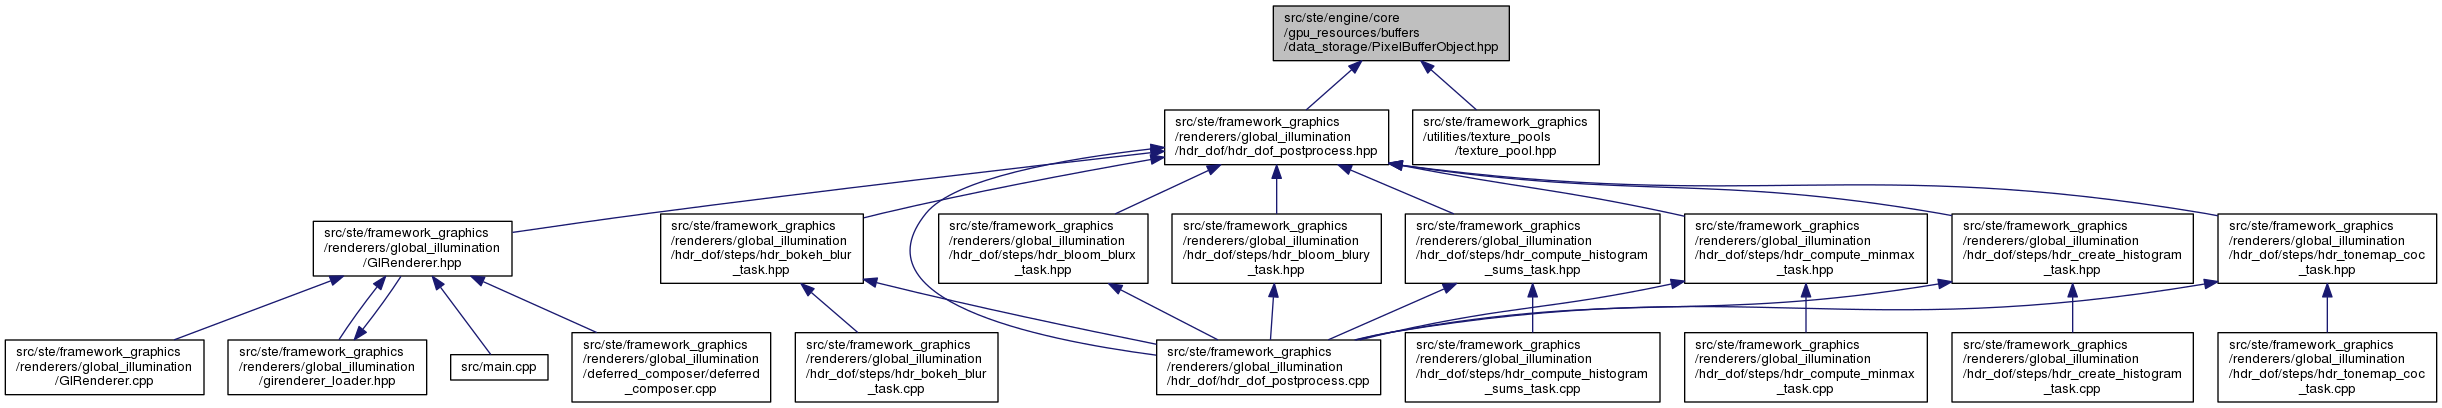 src/ste/engine/core
/gpu_resources/buffers
/data_storage/PixelBufferObject.hpp
src/ste/framework_graphics
/renderers/global_illumination
/hdr_dof/hdr_dof_postprocess.hpp
src/ste/framework_graphics
/utilities/texture_pools
/texture_pool.hpp
src/ste/framework_graphics
/renderers/global_illumination
/GIRenderer.hpp
src/ste/framework_graphics
/renderers/global_illumination
/hdr_dof/steps/hdr_bokeh_blur
_task.hpp
src/ste/framework_graphics
/renderers/global_illumination
/hdr_dof/steps/hdr_bloom_blurx
_task.hpp
src/ste/framework_graphics
/renderers/global_illumination
/hdr_dof/steps/hdr_bloom_blury
_task.hpp
src/ste/framework_graphics
/renderers/global_illumination
/hdr_dof/steps/hdr_compute_histogram
_sums_task.hpp
src/ste/framework_graphics
/renderers/global_illumination
/hdr_dof/steps/hdr_compute_minmax
_task.hpp
src/ste/framework_graphics
/renderers/global_illumination
/hdr_dof/steps/hdr_create_histogram
_task.hpp
src/ste/framework_graphics
/renderers/global_illumination
/hdr_dof/steps/hdr_tonemap_coc
_task.hpp
src/ste/framework_graphics
/renderers/global_illumination
/GIRenderer.cpp
src/ste/framework_graphics
/renderers/global_illumination
/girenderer_loader.hpp
src/main.cpp
src/ste/framework_graphics
/renderers/global_illumination
/deferred_composer/deferred
_composer.cpp
src/ste/framework_graphics
/renderers/global_illumination
/hdr_dof/steps/hdr_bokeh_blur
_task.cpp
src/ste/framework_graphics
/renderers/global_illumination
/hdr_dof/hdr_dof_postprocess.cpp
src/ste/framework_graphics
/renderers/global_illumination
/hdr_dof/steps/hdr_compute_histogram
_sums_task.cpp
src/ste/framework_graphics
/renderers/global_illumination
/hdr_dof/steps/hdr_compute_minmax
_task.cpp
src/ste/framework_graphics
/renderers/global_illumination
/hdr_dof/steps/hdr_create_histogram
_task.cpp
src/ste/framework_graphics
/renderers/global_illumination
/hdr_dof/steps/hdr_tonemap_coc
_task.cpp